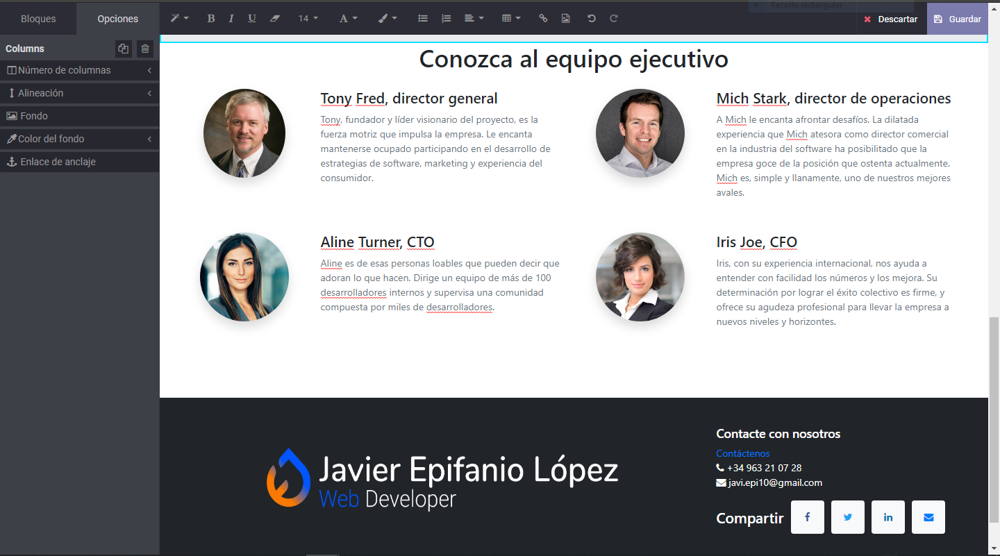 Bloques
Opciones
14
Recorte rectangular
Descartar
Guardar
Columns
Número de columnas
Alineación
Fondo
Color del fondo
Enlace de anclaje
Conozca al equipo ejecutivo
Tony Fred, director general
Tony, fundador y líder visionario del proyecto, es la
fuerza motriz que impulsa la empresa. Le encanta
mantenerse ocupado participando en el desarrollo de
estrategias de software, marketing y experiencia del
consumidor.
Mich Stark, director de operaciones
A Mich le encanta afrontar desafíos. La dilatada
experiencia que Mich atesora como director comercial
en la industria del software ha posibilitado que la
empresa goce de la posición que ostenta actualmente.
Mich es, simple y llanamente, uno de nuestros mejores
avales.
Aline Turner, CTO
Aline es de esas personas loables que pueden decir que
adoran lo que hacen. Dirige un equipo de más de 100
desarrolladores internos y supervisa una comunidad
compuesta por miles de desarrolladores.
Iris Joe, CFO
Iris, con su experiencia internacional, nos ayuda a
entender con facilidad los números y los mejora. Su
determinación por lograr el éxito colectivo es firme, y
ofrece su agudeza profesional para llevar la empresa a
nuevos niveles y horizontes.
Javier Epifanio López
Web Developer
Contacte con nosotros
Contáctenos
+34 963 21 07 28
javi.epi10@gmail.com
Compartir